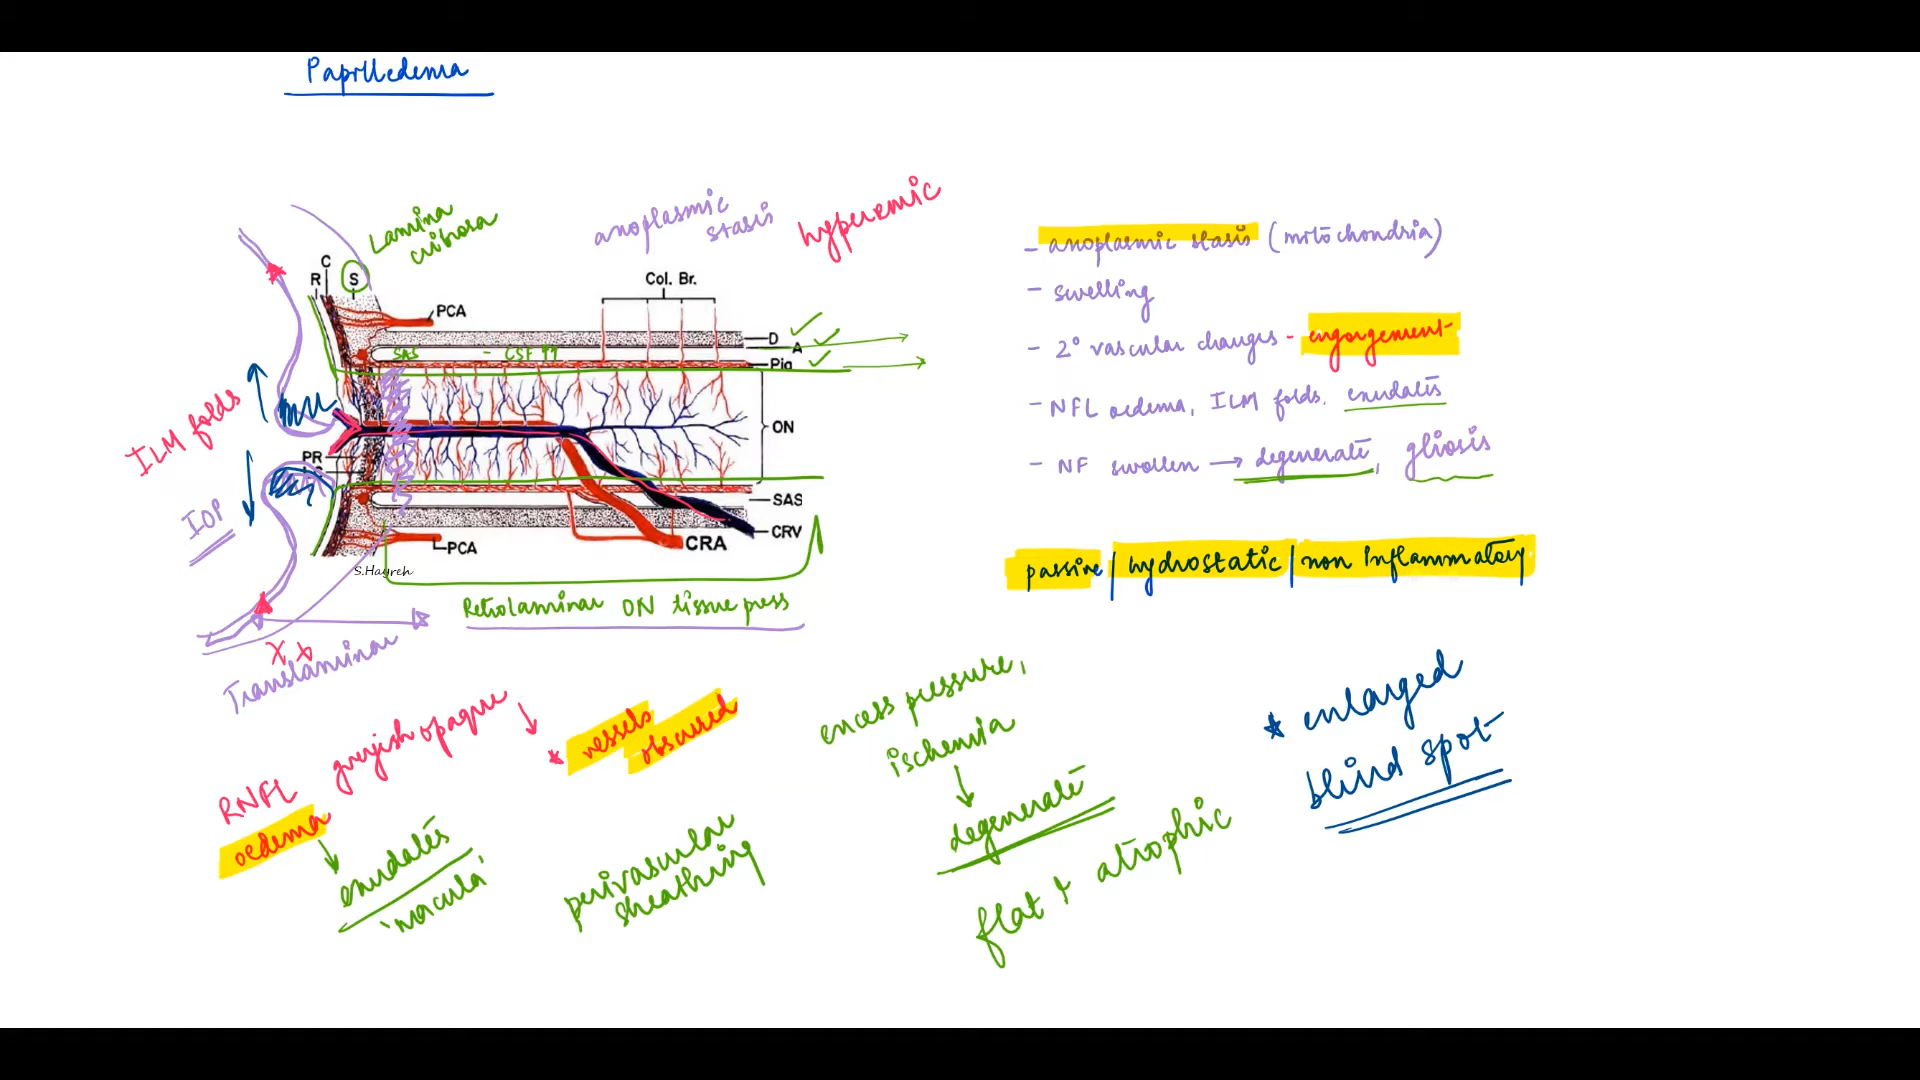 Papilledema
Lamina
cribrosa
axoplasmic
stasis
hyperemic
C
R
S
PCA
Col. Br.
D
A
Pia
SAS - CSF ↑↑
ON
PR
SAS
CRV
CRA
PCA
S.Hayreh
ILM folds
IOP
Translaminar
Retrolaminar ON tissue press
- axoplasmic stasis (mitochondria)
- swelling
- 2° vascular changes - engorgement
- NFL oedema, ILM folds. exudates
- NF swollen → degenerate, gliosis
passive / hydrostatic / non Inflammatory
RNFL greyish opaque ↓
oedema
exudates
macula
* vessels
obscured
perivascular
sheathing
excess pressure,
ischemia
↓
degenerate
flat & atrophic
* enlarged
blind spot